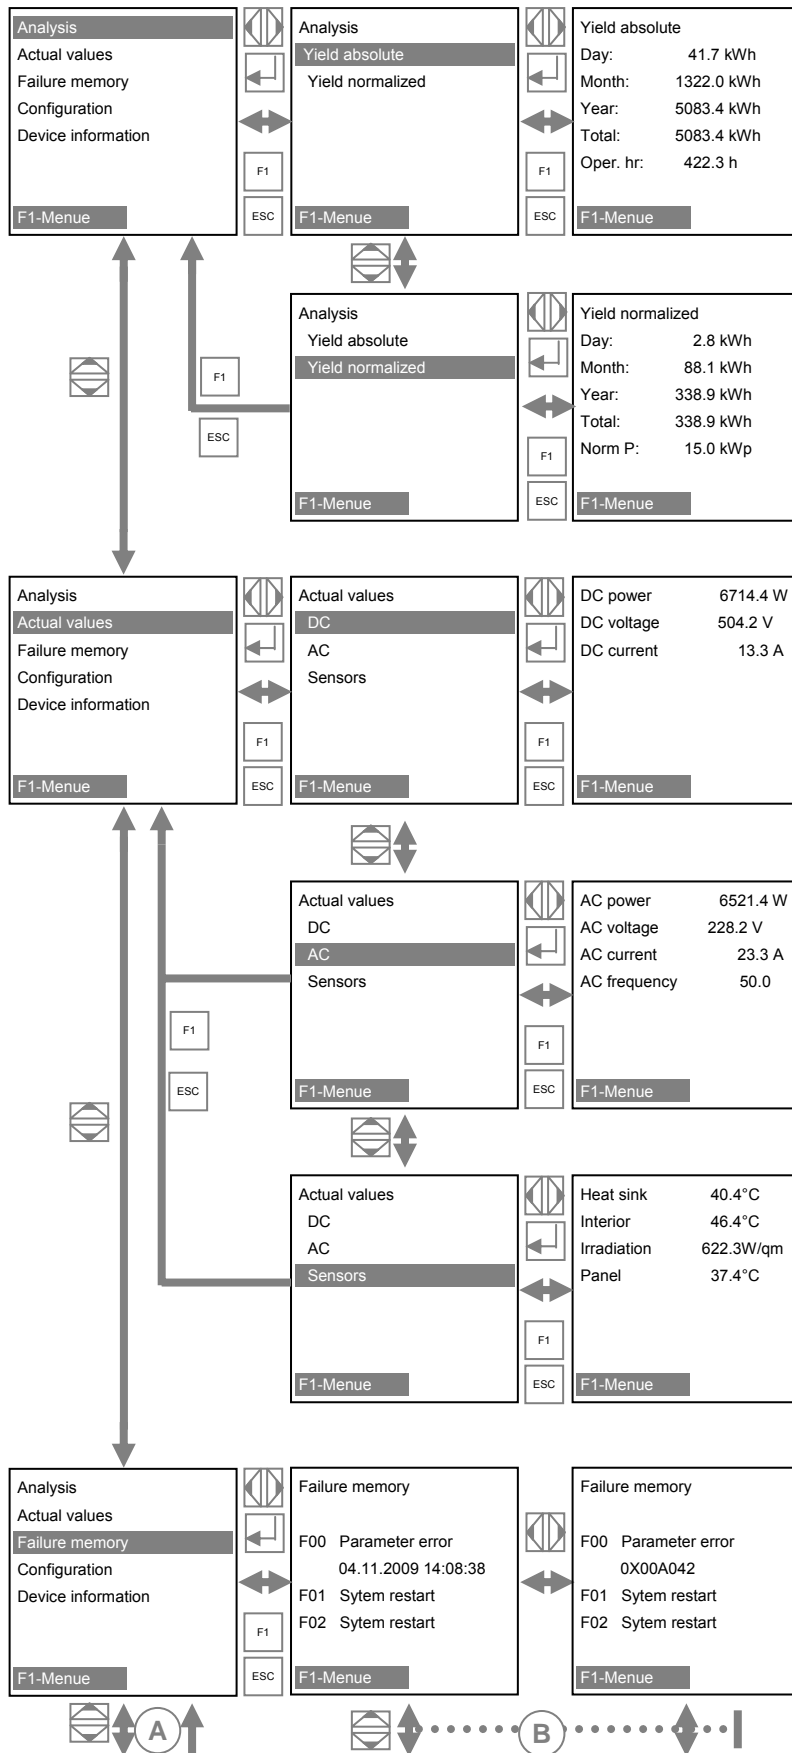 Analysis
Actual values
Failure memory
Configuration
Device information
F1-Menue
F1
ESC
Analysis
Yield absolute
Yield normalized
F1-Menue
F1
ESC
Yield absolute
Day: 41.7 kWh
Month: 1322.0 kWh
Year: 5083.4 kWh
Total: 5083.4 kWh
Oper. hr: 422.3 h
F1-Menue
F1
ESC
Analysis
Yield absolute
Yield normalized
F1-Menue
F1
ESC
Yield normalized
Day: 2.8 kWh
Month: 88.1 kWh
Year: 338.9 kWh
Total: 338.9 kWh
Norm P: 15.0 kWp
F1-Menue
Analysis
Actual values
Failure memory
Configuration
Device information
F1-Menue
F1
ESC
Actual values
DC
AC
Sensors
F1-Menue
F1
ESC
DC power 6714.4 W
DC voltage 504.2 V
DC current 13.3 A
F1-Menue
F1
ESC
Actual values
DC
AC
Sensors
F1-Menue
F1
ESC
AC power 6521.4 W
AC voltage 228.2 V
AC current 23.3 A
AC frequency 50.0
F1-Menue
Actual values
DC
AC
Sensors
F1-Menue
F1
ESC
Heat sink 40.4°C
Interior 46.4°C
Irradiation 622.3W/qm
Panel 37.4°C
F1-Menue
Analysis
Actual values
Failure memory
Configuration
Device information
F1-Menue
F1
ESC
Failure memory
F00 Parameter error
04.11.2009 14:08:38
F01 Sytem restart
F02 Sytem restart
F1-Menue
Failure memory
F00 Parameter error
0X00A042
F01 Sytem restart
F02 Sytem restart
F1-Menue
A
B